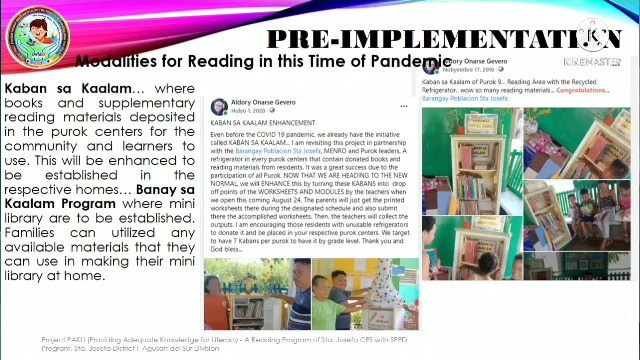 PRE-IMPLEMENTATION
Modalities for Reading in this Time of Pandemic
KINEMASTER
Kaban sa Kaalam... where
books and supplementary
reading materials deposited
in the purok centers for the
community and learners to
use. This will be enhanced to
be established in the
respective homes... Banay sa
Kaalam Program where mini
library are to be established.
Families can utilized any
available materials that they
can use in making their mini
library at home.
Aldory Onarse Gevero
Hulyo 1, 2020
KABAN SA KAALAM ENHANCEMENT
Even before the COVID 19 pandemic, we already have the initiative
called KABAN SA KAALAM... I am revisiting this project in partnership
with the Barangay Poblacion Sta Josefa, MENRO and Purok leaders. A
refrigerator in every purok centers that contain donated books and
reading materials from residents. It was a great success due to the
participation of all Purok. NOW THAT WE ARE HEADING TO THE NEW
NORMAL, we will ENHANCE this by turning these KABANS INTO drop
off points of the WORKSHEETS AND MODULES by the teachers when
we open this coming August 24. The parents will just get the printed
worksheets there during the designated schedule and also submit
there the accomplished worksheets. Then, the teachers will collect the
outputs. I am encouraging those residents with unusable refrigerators
to donate it and be placed in your respective purok centers. We target
to have 7 Kabans per purok to have it by grade level. Thank you and
God bless...
Aldory Onarse Gevero
Nobyembre 17, 2019
Kaban sa Kaalam of Purok 9... Reading Area with the Recycled
Refrigerator.. wow so many reading materials... Congratulations...
Barangay Poblacion Sta Josefa
Project PAKLI (Providing Adequate Knowledge for Literacy - A Reading Program of Sta. Josefa CES with SPED
Program, Sta. Josefa District I, Agusan del Sur Division